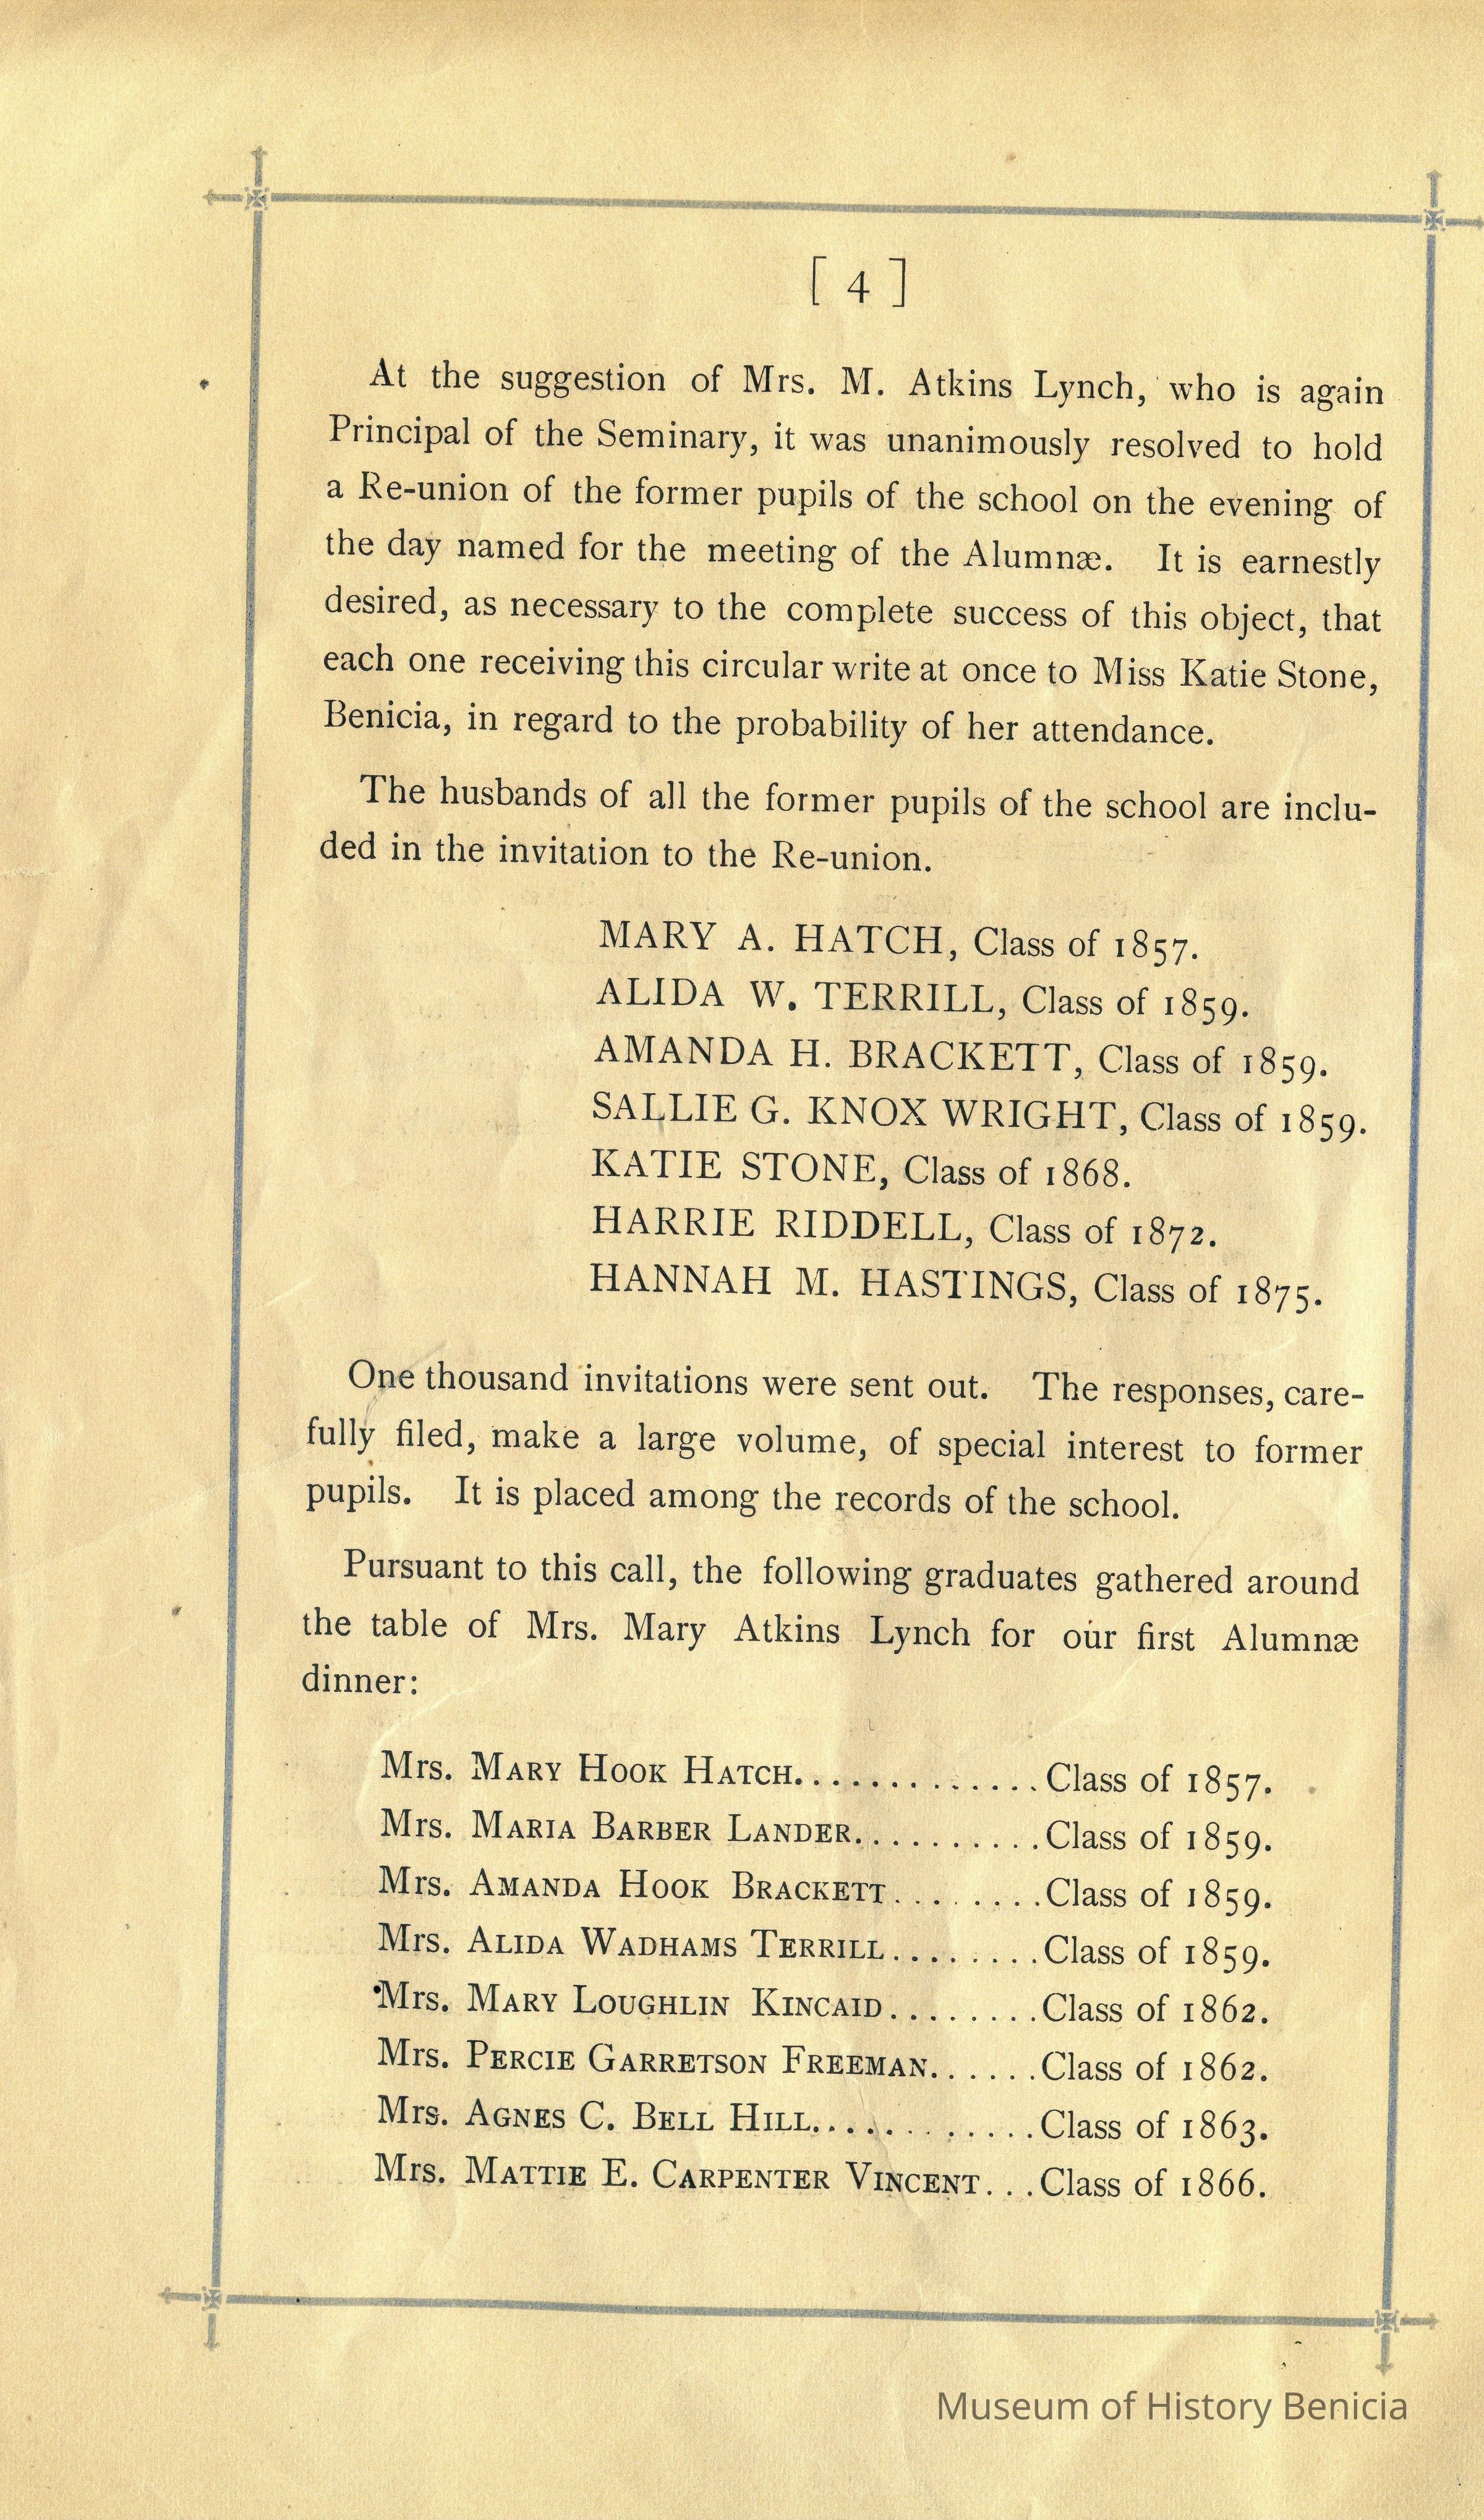 [ 4 ]
At the suggestion of Mrs. M. Atkins Lynch, who is again
Principal of the Seminary, it was unanimously resolved to hold
a Re-union of the former pupils of the school on the evening of
the day named for the meeting of the Alumnæ. It is earnestly
desired, as necessary to the complete success of this object, that
each one receiving this circular write at once to Miss Katie Stone,
Benicia, in regard to the probability of her attendance.
The husbands of all the former pupils of the school are inclu-
ded in the invitation to the Re-union.
MARY A. HATCH, Class of 1857.
ALIDA W. TERRILL, Class of 1859.
AMANDA H. BRACKETT, Class of 1859.
SALLIE G. KNOX WRIGHT, Class of 1859.
KATIE STONE, Class of 1868.
HARRIE RIDDELL, Class of 1872.
HANNAH M. HASTINGS, Class of 1875.
One thousand invitations were sent out. The responses, care-
fully filed, make a large volume, of special interest to former
pupils. It is placed among the records of the school.
Pursuant to this call, the following graduates gathered around
the table of Mrs. Mary Atkins Lynch for our first Alumnæ
dinner:
Mrs. MARY HOOK HATCH.............Class of 1857.
Mrs. MARIA BARBER LANDER..........Class of 1859.
Mrs. AMANDA HOOK BRACKETT........Class of 1859.
Mrs. ALIDA WADHAMS TERRILL........Class of 1859.
Mrs. MARY LOUGHLIN KINCAID........Class of 1862.
Mrs. PERCIE GARRETSON FREEMAN......Class of 1862.
Mrs. AGNES C. BELL HILL............Class of 1863.
Mrs. MATTIE E. CARPENTER VINCENT...Class of 1866.
Museum of History Benicia